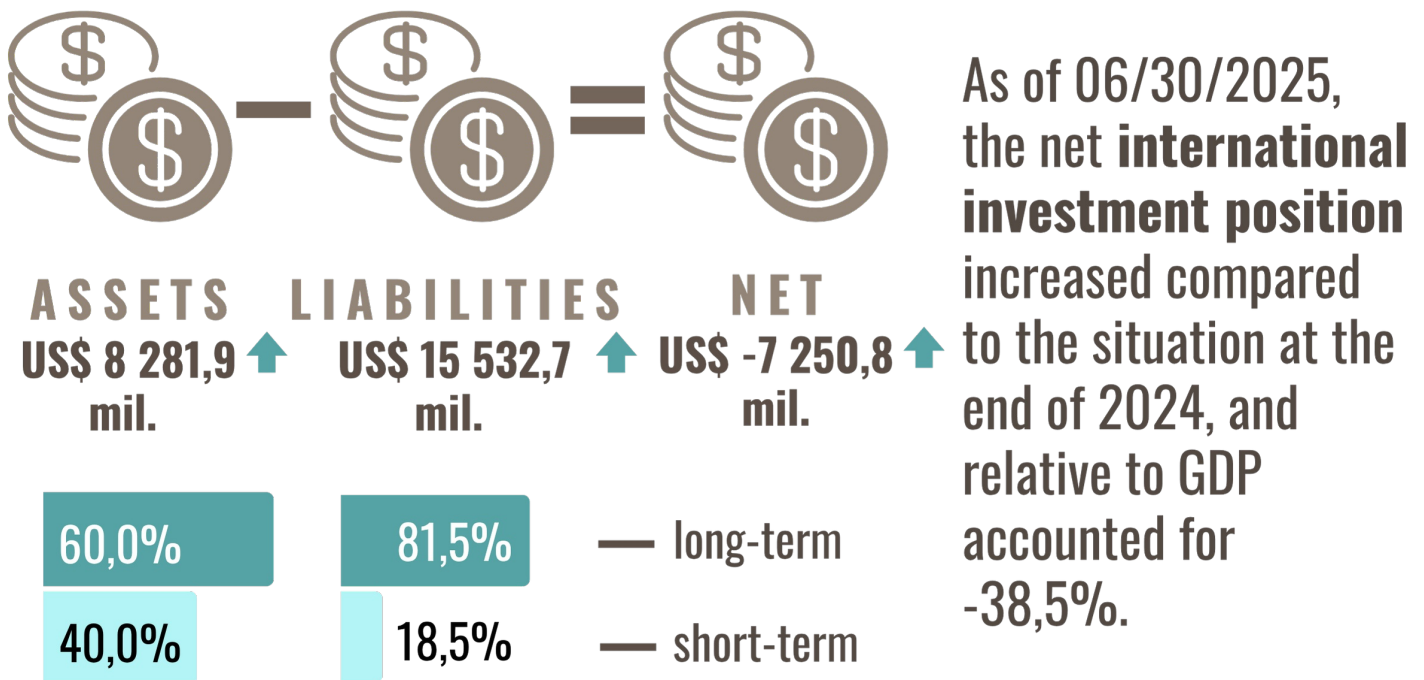 $ $ $
$ $ $
ASSETS
US$ 8 281,9
mil.
LIABILITIES
US$ 15 532,7
mil.
NET
US$ -7 250,8
mil.
60,0%
40,0%
81,5%
18,5%
long-term
short-term
As of 06/30/2025,
the net international
investment position
increased compared
to the situation at the
end of 2024, and
relative to GDP
accounted for
-38,5%.